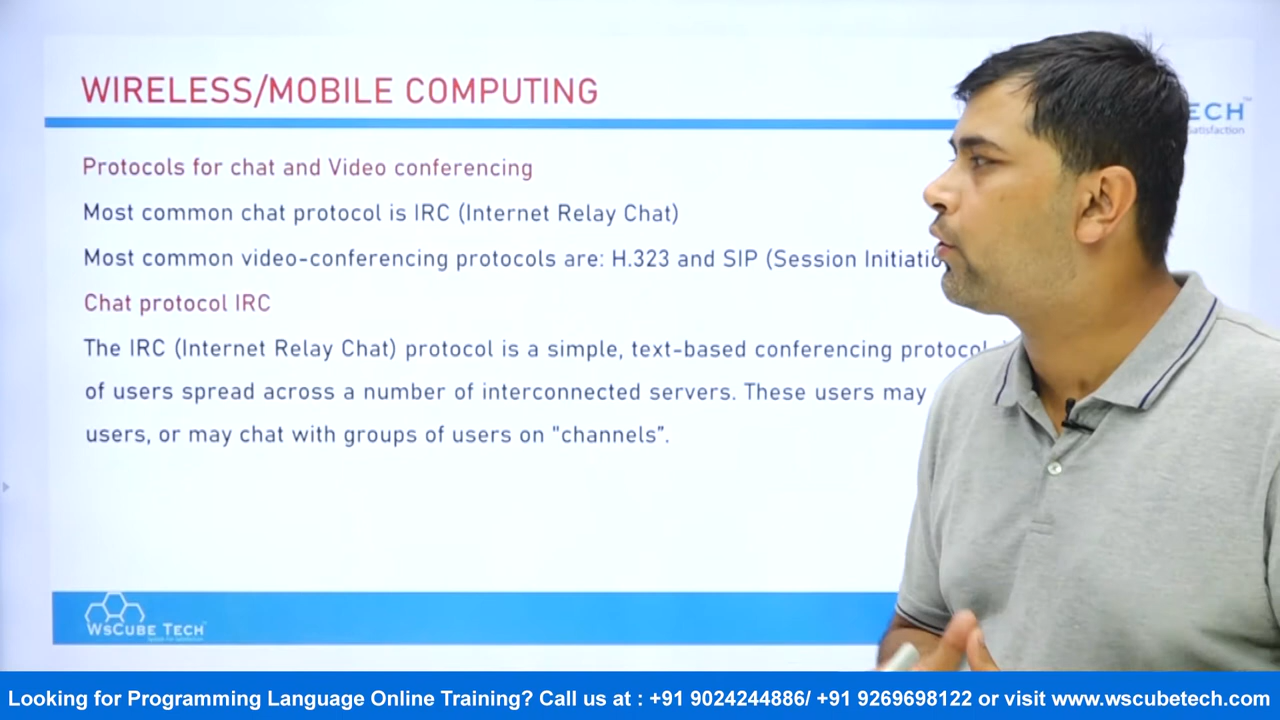 WIRELESS/MOBILE COMPUTING
ECH
Satisfaction
Protocols for chat and Video conferencing
Most common chat protocol is IRC (Internet Relay Chat)
Most common video-conferencing protocols are: H.323 and SIP (Session Initiatio
Chat protocol IRC
The IRC (Internet Relay Chat) protocol is a simple, text-based conferencing protocol
of users spread across a number of interconnected servers. These users may
users, or may chat with groups of users on "channels”.
WsCube Tech
Looking for Programming Language Online Training? Call us at : +91 9024244886/ +91 9269698122 or visit www.wscubetech.com